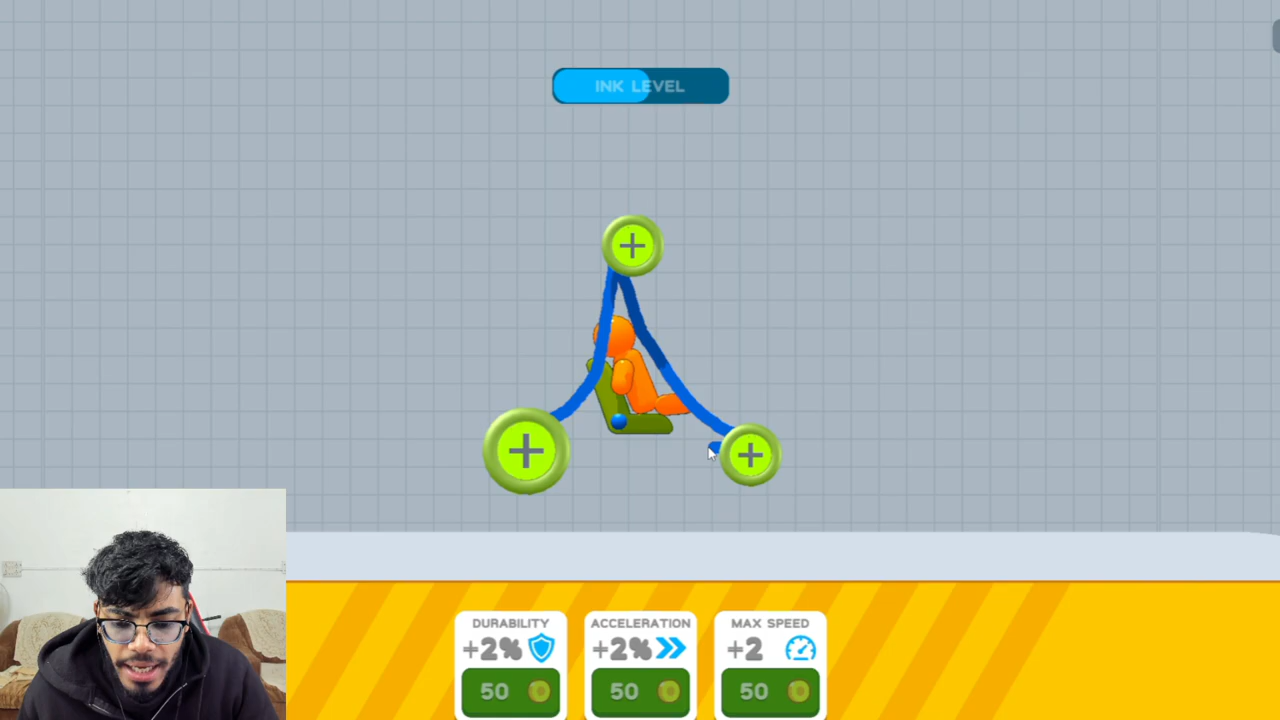 INK LEVEL
DURABILITY
+2%
50
ACCELERATION
+2%
50
MAX SPEED
+2
50